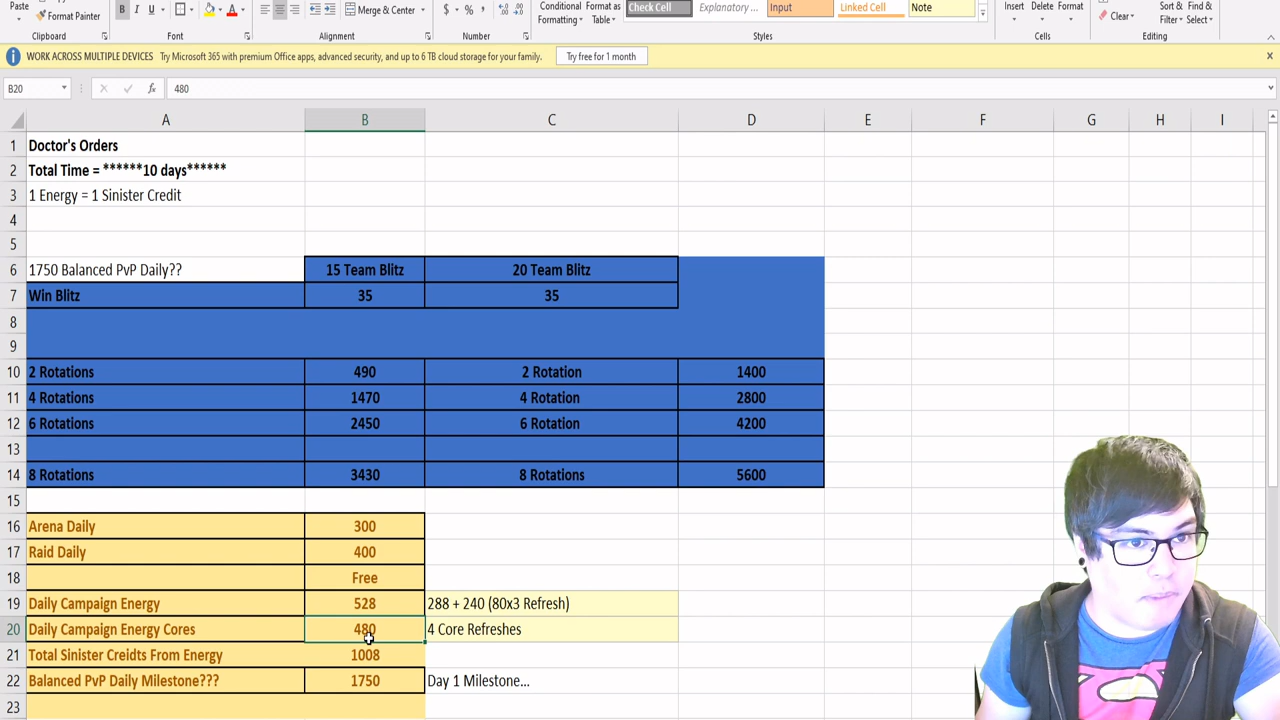 Paste
Format Painter
B
I
U
Merge & Center
$
%
Conditional
Formatting
Format as
Table
Check Cell
Explanatory ...
Input
Linked Cell
Note
Insert
Delete
Format
Clear
Sort &
Filter
Find &
Select
Clipboard
Font
Alignment
Number
Styles
Cells
Editing
WORK ACROSS MULTIPLE DEVICES Try Microsoft 365 with premium Office apps, advanced security, and up to 6 TB cloud storage for your family. Try free for 1 month
B20 fx 480
A B C D E F G H I
1 Doctor's Orders
2 Total Time = ******10 days******
3 1 Energy = 1 Sinister Credit
4
5
6 1750 Balanced PvP Daily?? 15 Team Blitz 20 Team Blitz
7 Win Blitz 35 35
8
9
10 2 Rotations 490 2 Rotation 1400
11 4 Rotations 1470 4 Rotation 2800
12 6 Rotations 2450 6 Rotation 4200
13
14 8 Rotations 3430 8 Rotations 5600
15
16 Arena Daily 300
17 Raid Daily 400
18 Free
19 Daily Campaign Energy 528 288 + 240 (80x3 Refresh)
20 Daily Campaign Energy Cores 480 4 Core Refreshes
21 Total Sinister Creidts From Energy 1008
22 Balanced PvP Daily Milestone??? 1750 Day 1 Milestone...
23